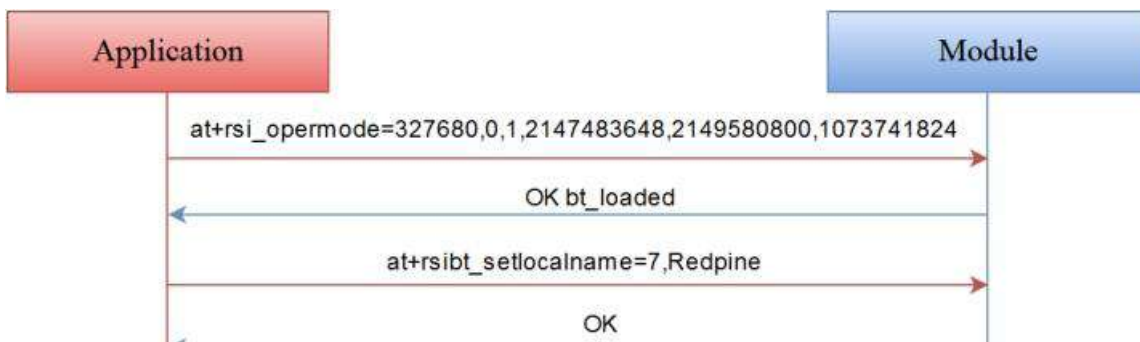 Application
Module
at+rsi_opermode=327680,0,1,2147483648,2149580800,1073741824
OK bt_loaded
at+rsibt_setlocalname=7,Redpine
OK